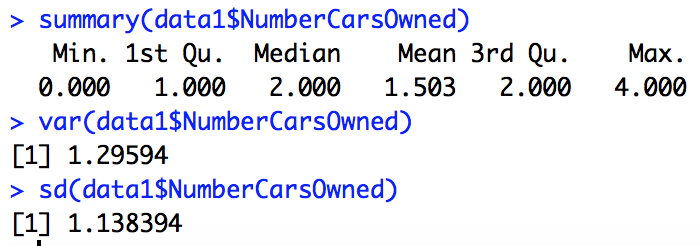 > summary(data1$NumberCarsOwned)
Min. 1st Qu. Median Mean 3rd Qu. Max.
0.000 1.000 2.000 1.503 2.000 4.000
> var(data1$NumberCarsOwned)
[1] 1.29594
> sd(data1$NumberCarsOwned)
[1] 1.138394